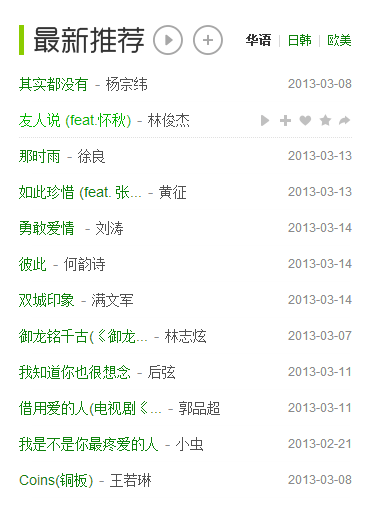 最新推荐 华语 日韩 欧美
其实都没有 - 杨宗纬 2013-03-08
友人说 (feat.怀秋) - 林俊杰
那时雨 - 徐良 2013-03-13
如此珍惜 (feat. 张... - 黄征 2013-03-13
勇敢爱情 - 刘涛 2013-03-14
彼此 - 何韵诗 2013-03-14
双城印象 - 满文军 2013-03-14
御龙铭千古(《御龙... - 林志炫 2013-03-07
我知道你也很想念 - 后弦 2013-03-11
借用爱的人(电视剧《... - 郭品超 2013-03-11
我是不是你最疼爱的人 - 小虫 2013-02-21
Coins(铜板) - 王若琳 2013-03-08